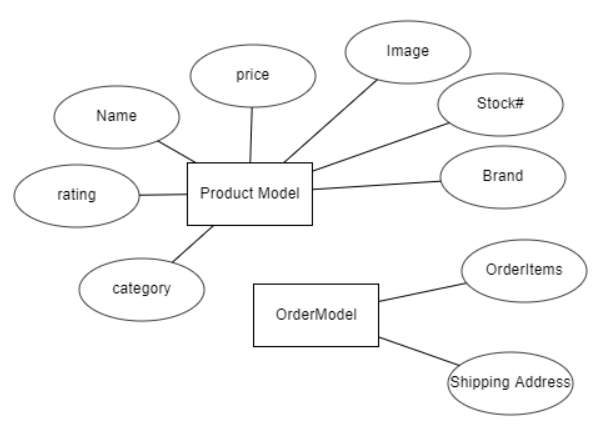 Image
price
Stock#
Name
Brand
rating
Product Model
OrderItems
category
OrderModel
Shipping Address